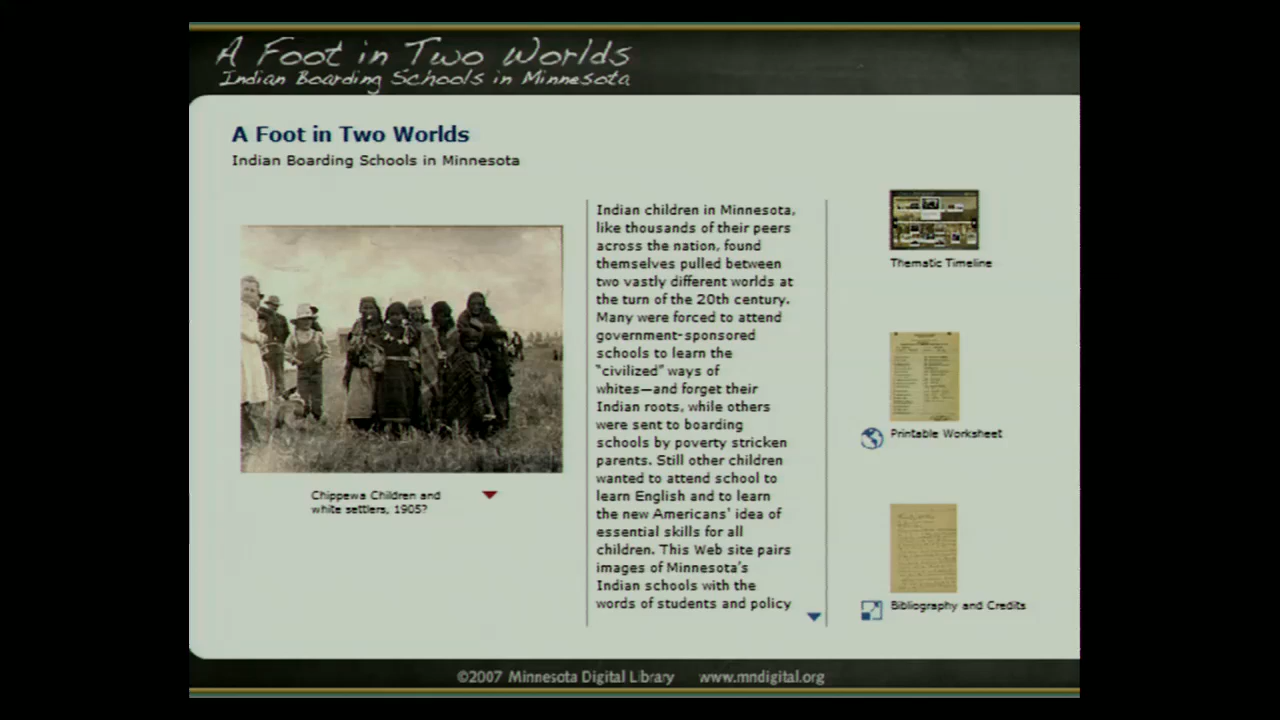 A Foot in Two Worlds
Indian Boarding Schools in Minnesota
A Foot in Two Worlds
Indian Boarding Schools in Minnesota
Chippewa Children and
white settlers, 1905?
Indian children in Minnesota,
like thousands of their peers
across the nation, found
themselves pulled between
two vastly different worlds at
the turn of the 20th century.
Many were forced to attend
government-sponsored
schools to learn the
“civilized” ways of
whites—and forget their
Indian roots, while others
were sent to boarding
schools by poverty stricken
parents. Still other children
wanted to attend school to
learn English and to learn
the new Americans’ idea of
essential skills for all
children. This Web site pairs
images of Minnesota’s
Indian schools with the
words of students and policy
Thematic Timeline
Printable Worksheet
Bibliography and Credits
©2007 Minnesota Digital Library www.mndigital.org